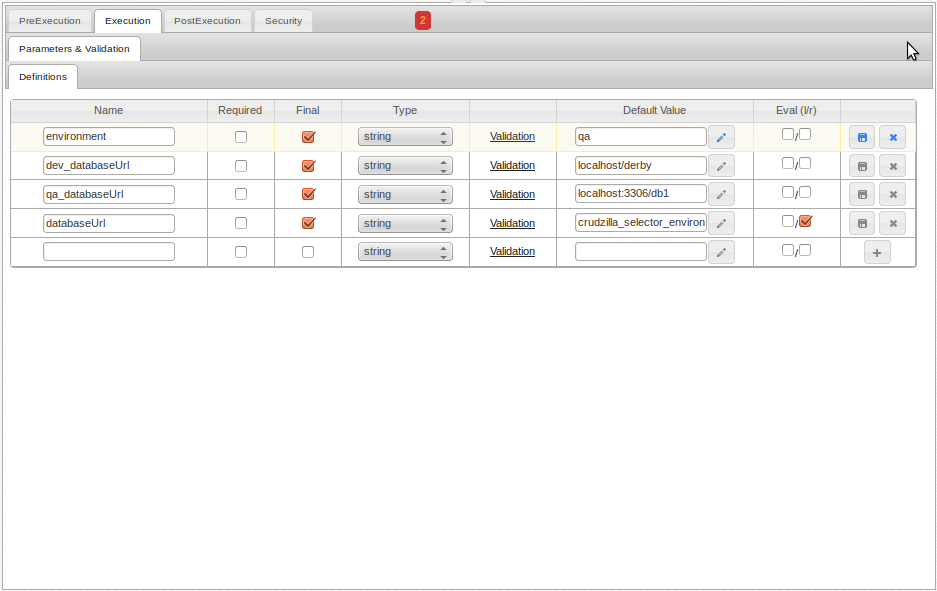 PreExecution Execution PostExecution Security 2
Parameters & Validation
Definitions
Name Required Final Type Default Value Eval (l/r)
environment string Validation qa /
dev_databaseUrl string Validation localhost/derby /
qa_databaseUrl string Validation localhost:3306/db1 /
databaseUrl string Validation crudzilla_selector_environ /
string Validation /